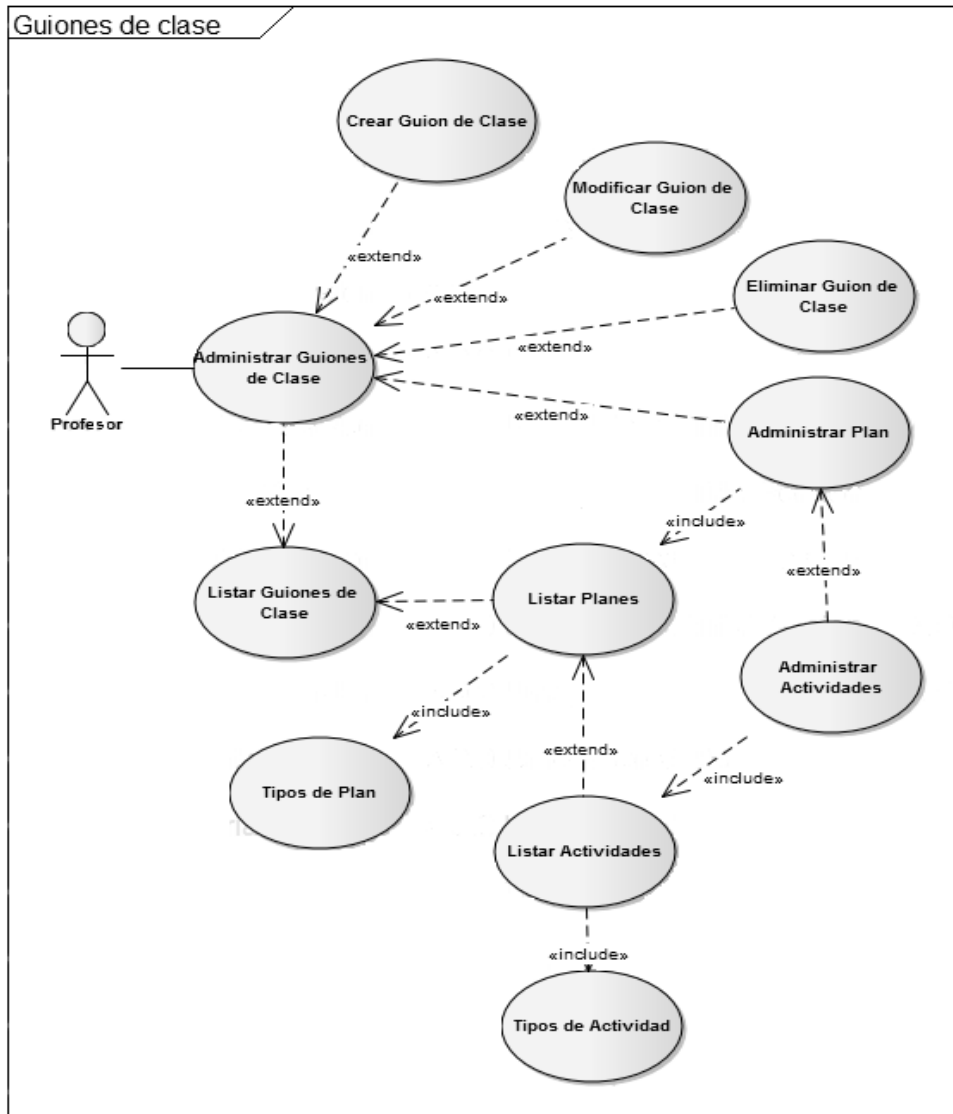 Guiones de clase
Crear Guion de Clase
Modificar Guion de
Clase
«extend»
«extend»
Eliminar Guion de
Clase
«extend»
Administrar Guiones
de Clase
Profesor
«extend»
Administrar Plan
«extend»
«include»
Listar Guiones de
Clase
«extend»
Listar Planes
«extend»
Administrar
Actividades
«include»
Tipos de Plan
«extend»
«include»
Listar Actividades
«include»
Tipos de Actividad